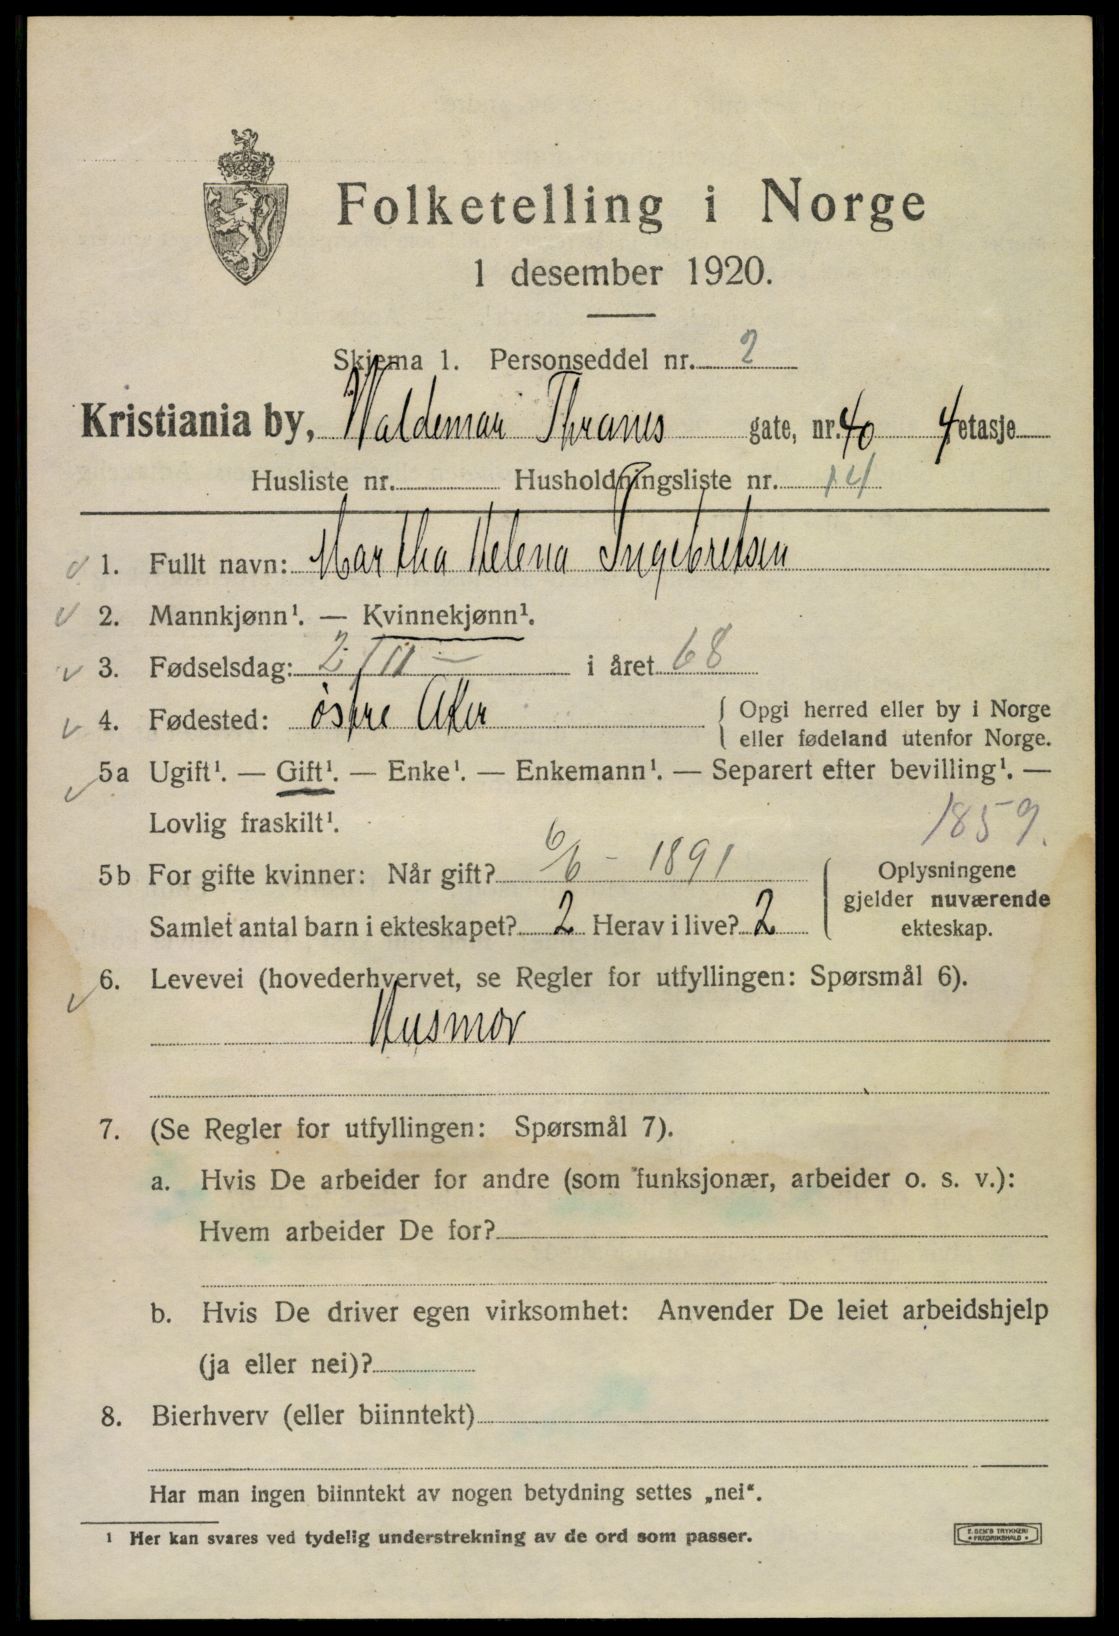 Folketelling i Norge
1 desember 1920.
Skjema 1. Personseddel nr. 2
Kristiania by, Waldemar Thranes gate, nr. 40 4 etasje
Husliste nr. Husholdningsliste nr. 14
1. Fullt navn: Martha Helena Ingebretsen
2. Mannkjønn¹. — Kvinnekjønn¹.
3. Fødselsdag: 2/11 — i året 68
4. Fødested: østre Aker { Opgi herred eller by i Norge
eller fødeland utenfor Norge.
5a Ugift¹. — Gift¹. — Enke¹. — Enkemann¹. — Separert efter bevilling¹. —
Lovlig fraskilt¹. 1859.
5b For gifte kvinner: Når gift? 6/6 - 1891 Oplysningene
gjelder nuværende
Samlet antal barn i ekteskapet? 2 Herav i live? 2 ekteskap.
6. Levevei (hovederhvervet, se Regler for utfyllingen: Spørsmål 6).
Husmor
7. (Se Regler for utfyllingen: Spørsmål 7).
a. Hvis De arbeider for andre (som funksjonær, arbeider o. s. v.):
Hvem arbeider De for?
b. Hvis De driver egen virksomhet: Anvender De leiet arbeidshjelp
(ja eller nei)?
8. Bierhverv (eller biinntekt)
Har man ingen biinntekt av nogen betydning settes „nei“.
¹ Her kan svares ved tydelig understrekning av de ord som passer.
E. SEM'S TRYKKERI
FREDRIKSHALD